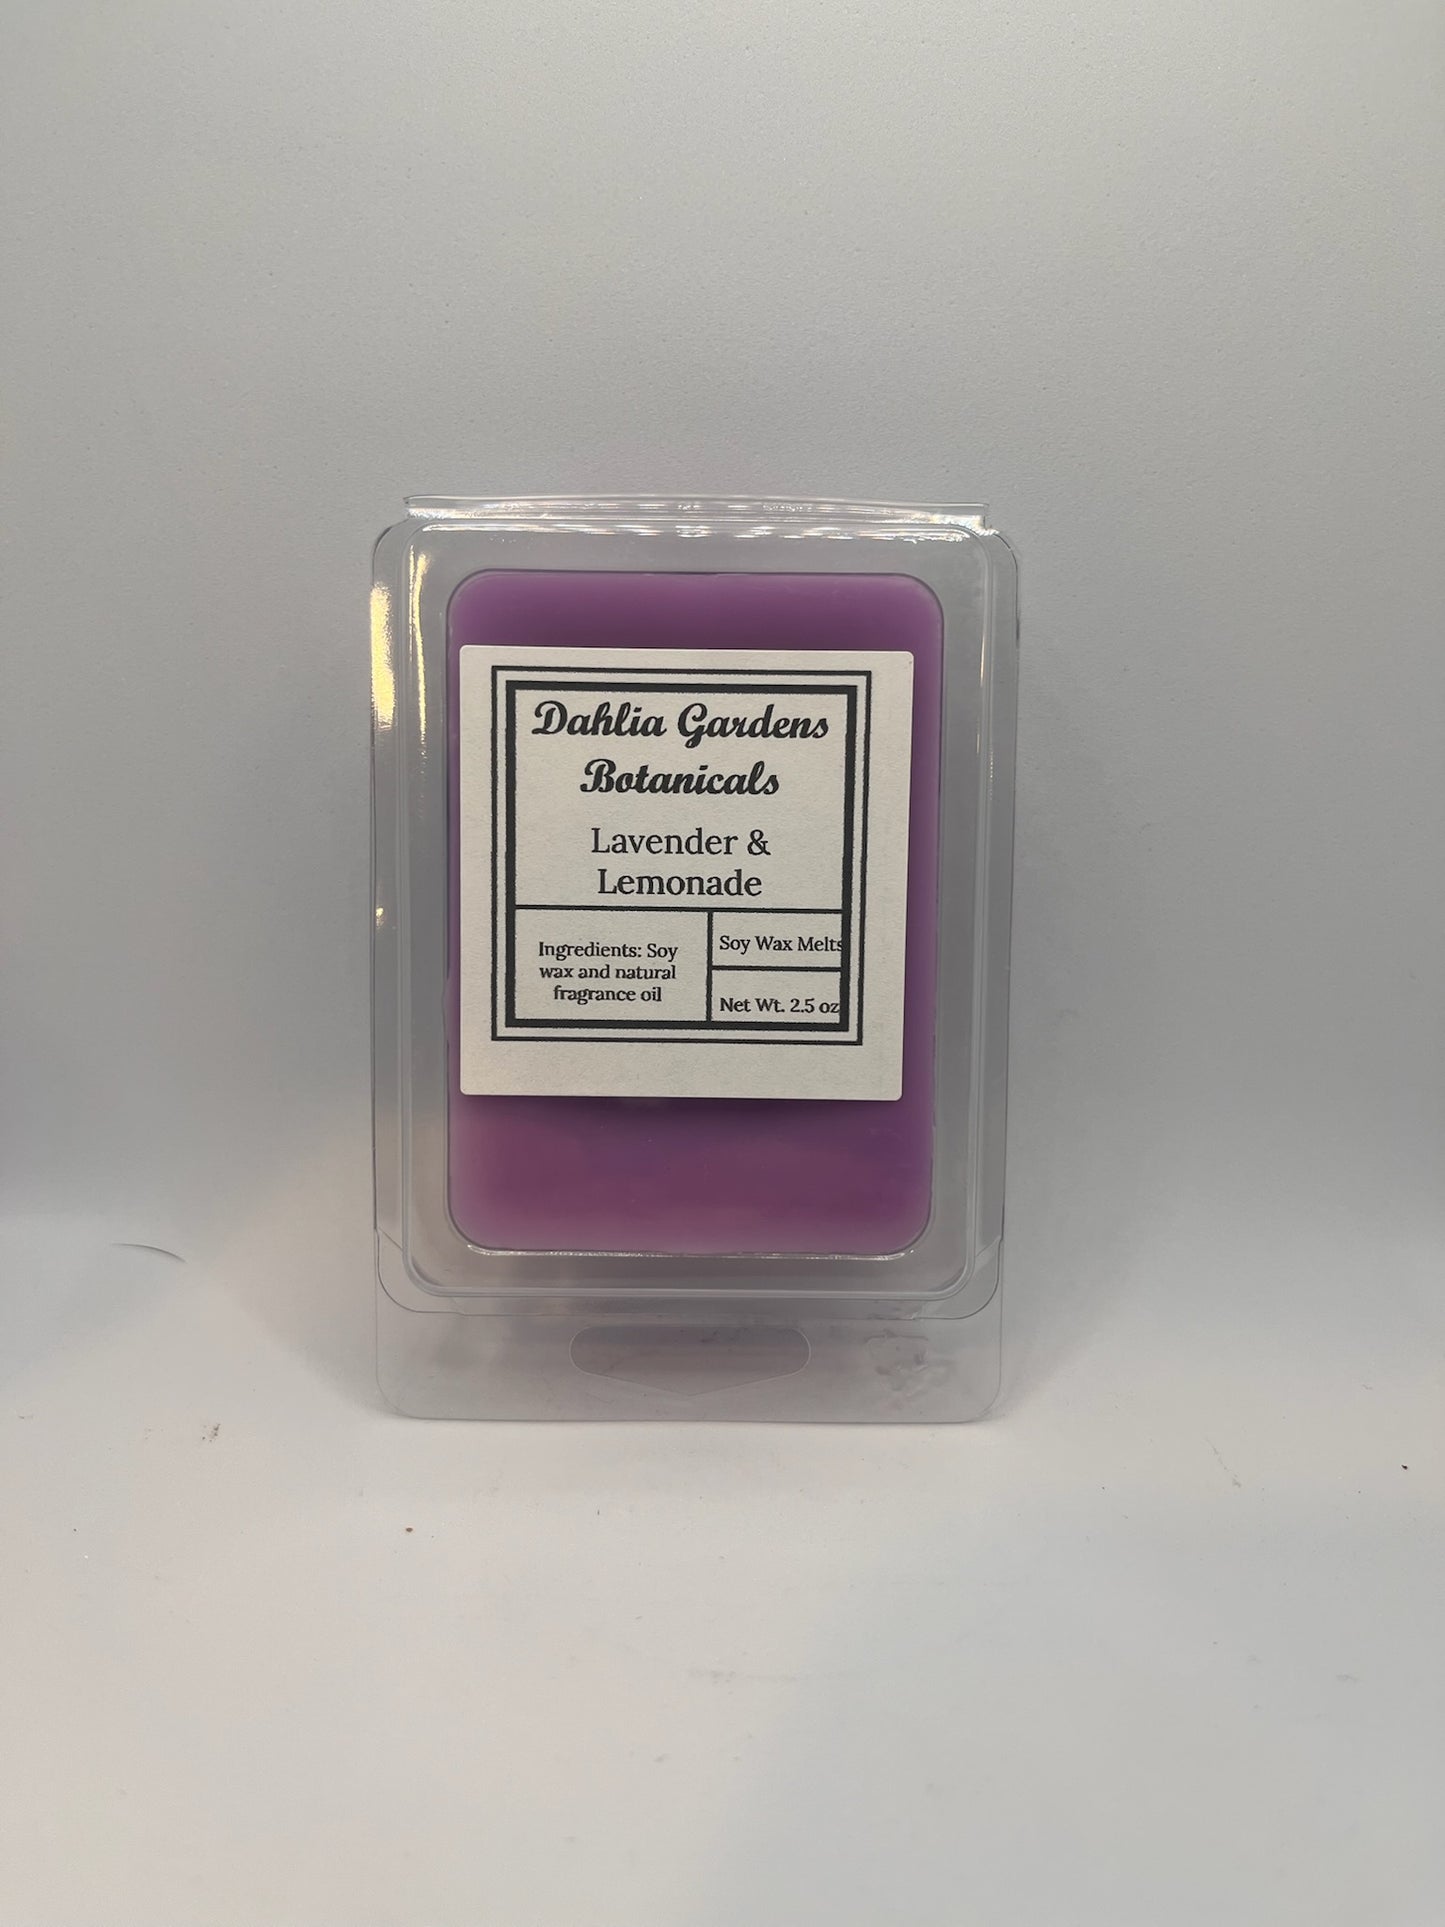 Dahlia Gardens
Botanicals
Lavender &
Lemonade
Ingredients: Soy
wax and natural
fragrance oil
Soy Wax Melts
Net Wt. 2.5 oz